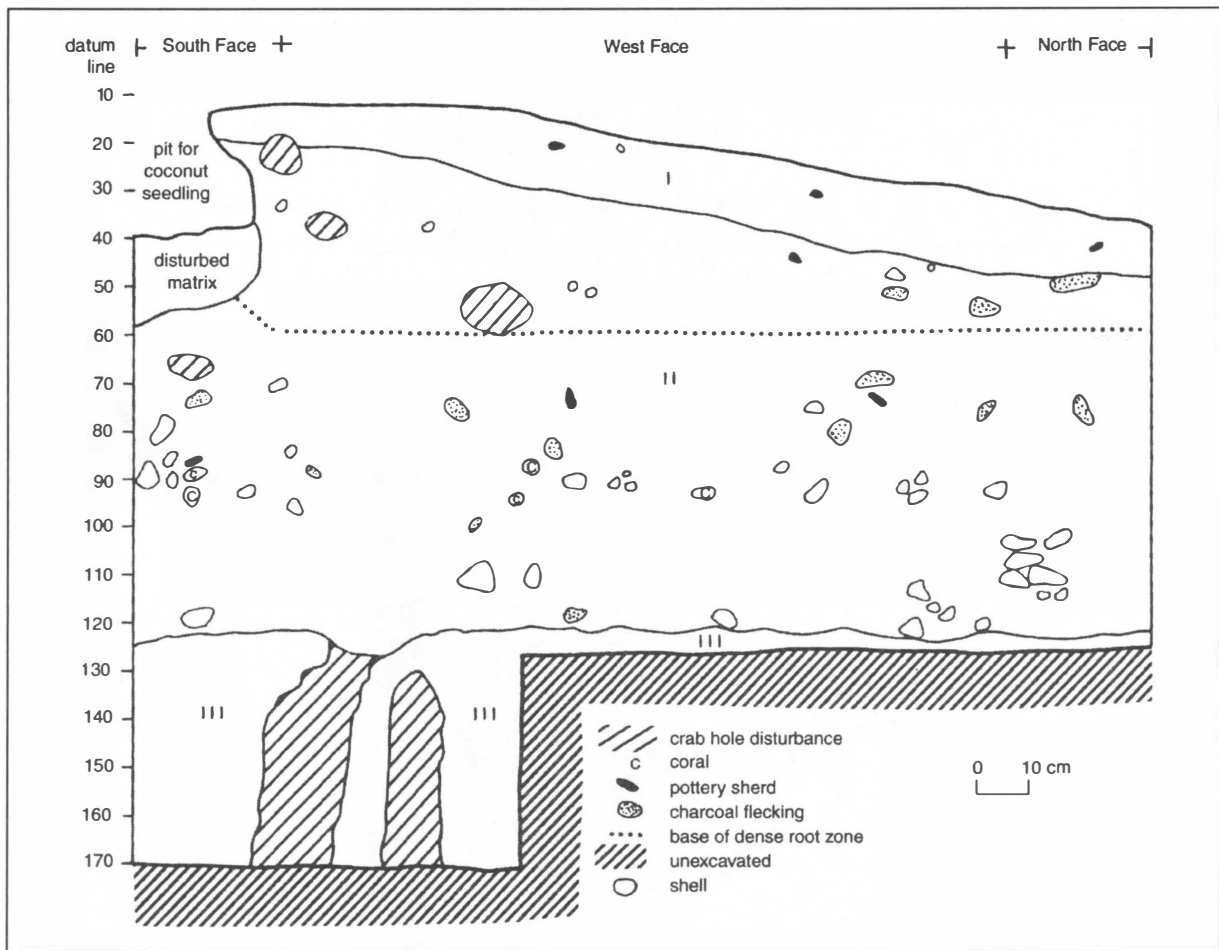 datum line
South Face
West Face
North Face
10
20
30
40
50
60
70
80
90
100
110
120
130
140
150
160
170
pit for
coconut
seedling
disturbed
matrix
I
II
III
III
III
C
C
C
C
C
crab hole disturbance
c coral
pottery sherd
charcoal flecking
base of dense root zone
unexcavated
shell
0 10 cm